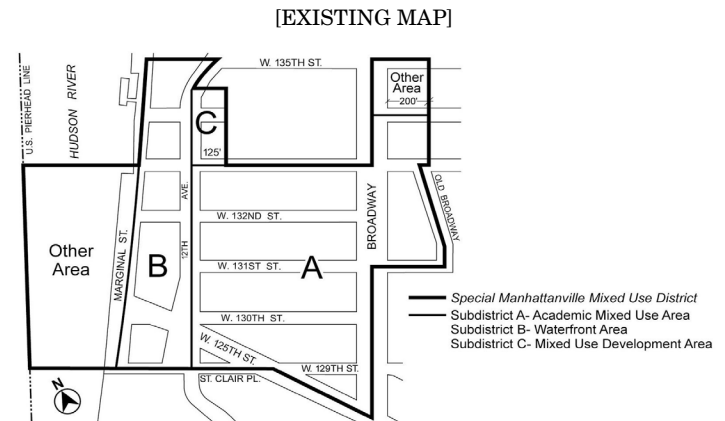 [EXISTING MAP]
W. 135TH ST.
U.S. PIERHEAD LINE
HUDSON RIVER
Other
Area
200'
C
125'
12TH AVE.
BROADWAY
OLD BROADWAY
W. 132ND ST.
Other
Area
MARGINAL ST.
B
W. 131ST ST.
A
W. 130TH ST.
W. 125TH ST.
W. 129TH ST.
ST. CLAIR PL.
N
Special Manhattanville Mixed Use District
Subdistrict A- Academic Mixed Use Area
Subdistrict B- Waterfront Area
Subdistrict C- Mixed Use Development Area